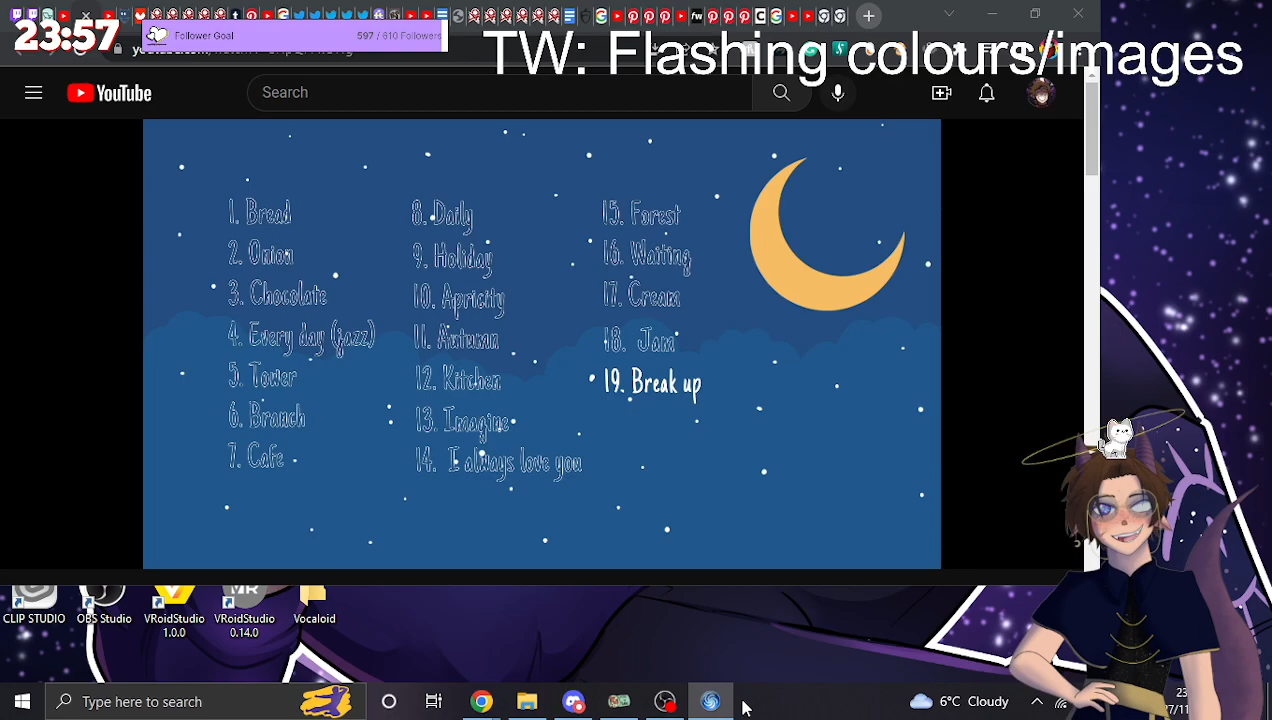 23:57
Follower Goal 597 / 610 Followers
TW: Flashing colours/images
YouTube
Search
1. Bread
2. Onion
3. Chocolate
4. Every day (jazz)
5. Tower
6. Branch
7. Cafe
8. Daily
9. Holiday
10. Apricity
11. Autumn
12. Kitchen
13. Imagine
14. I always love you
15. Forest
16. Waiting
17. Cream
18. Jam
19. Break up
CLIP STUDIO
OBS Studio
VRoidStudio 1.0.0
VRoidStudio 0.14.0
Vocaloid
Type here to search
6°C Cloudy